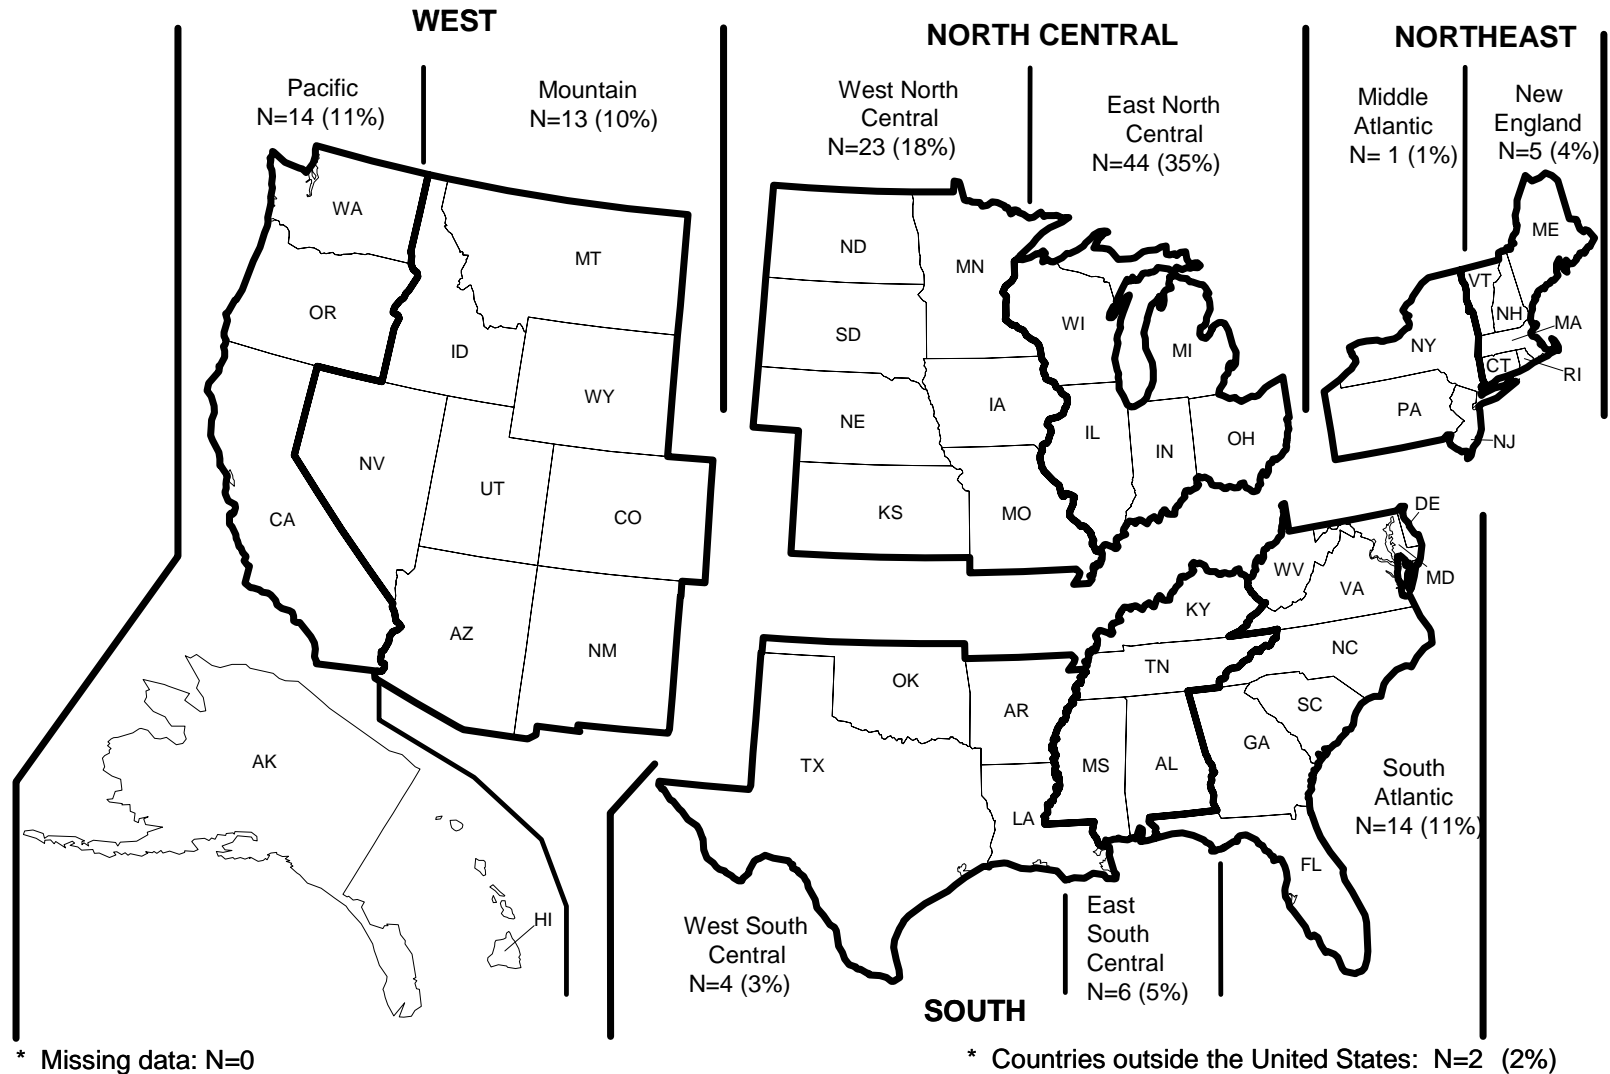 WEST
NORTH CENTRAL
NORTHEAST
Pacific
N=14 (11%)
Mountain
N=13 (10%)
West North
Central
N=23 (18%)
East North
Central
N=44 (35%)
Middle
Atlantic
N= 1 (1%)
New
England
N=5 (4%)
WA
MT
OR
ID
WY
NV
UT
CO
CA
AZ
NM
AK
HI
ND
MN
SD
WI
MI
NE
IA
IL
IN
OH
KS
MO
ME
VT
NH
MA
NY
CT
RI
PA
NJ
DE
MD
WV
VA
KY
NC
TN
SC
OK
AR
GA
TX
MS
AL
LA
FL
South
Atlantic
N=14 (11%)
West South
Central
N=4 (3%)
East
South
Central
N=6 (5%)
SOUTH
* Missing data: N=0
* Countries outside the United States: N=2 (2%)